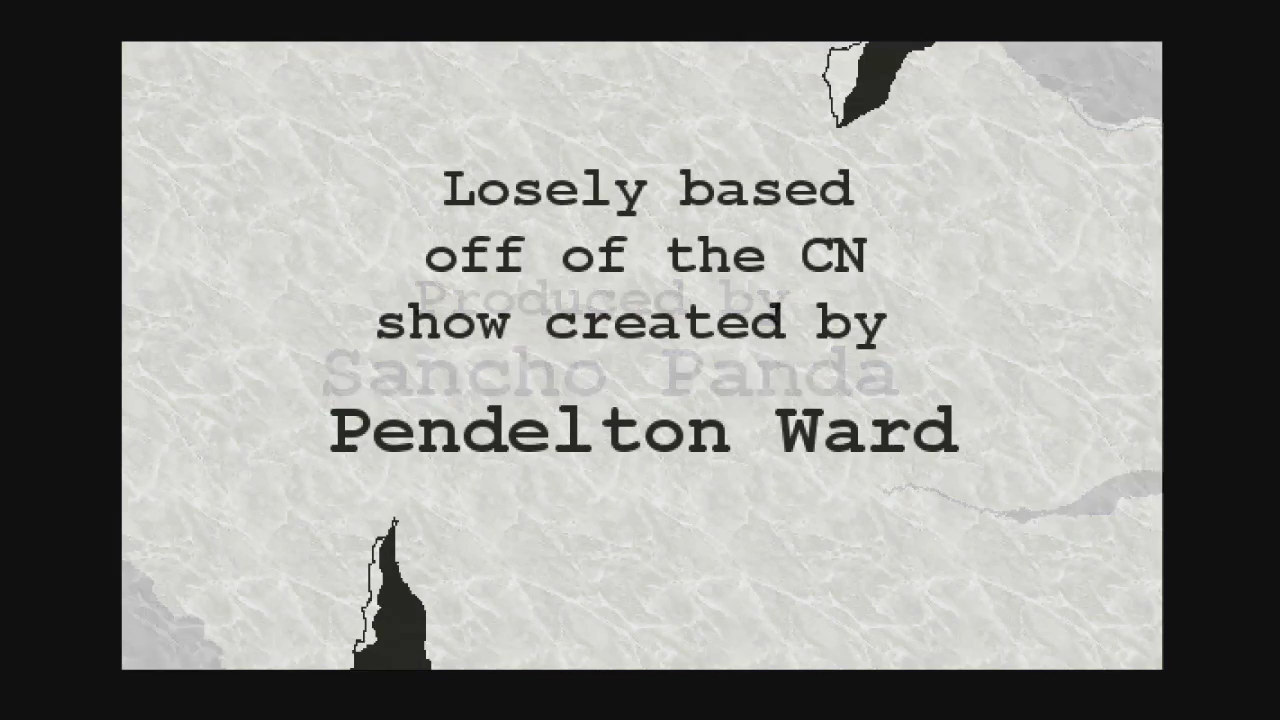 Losely based
off of the CN
Produced by
show created by
Sancho Panda
Pendelton Ward